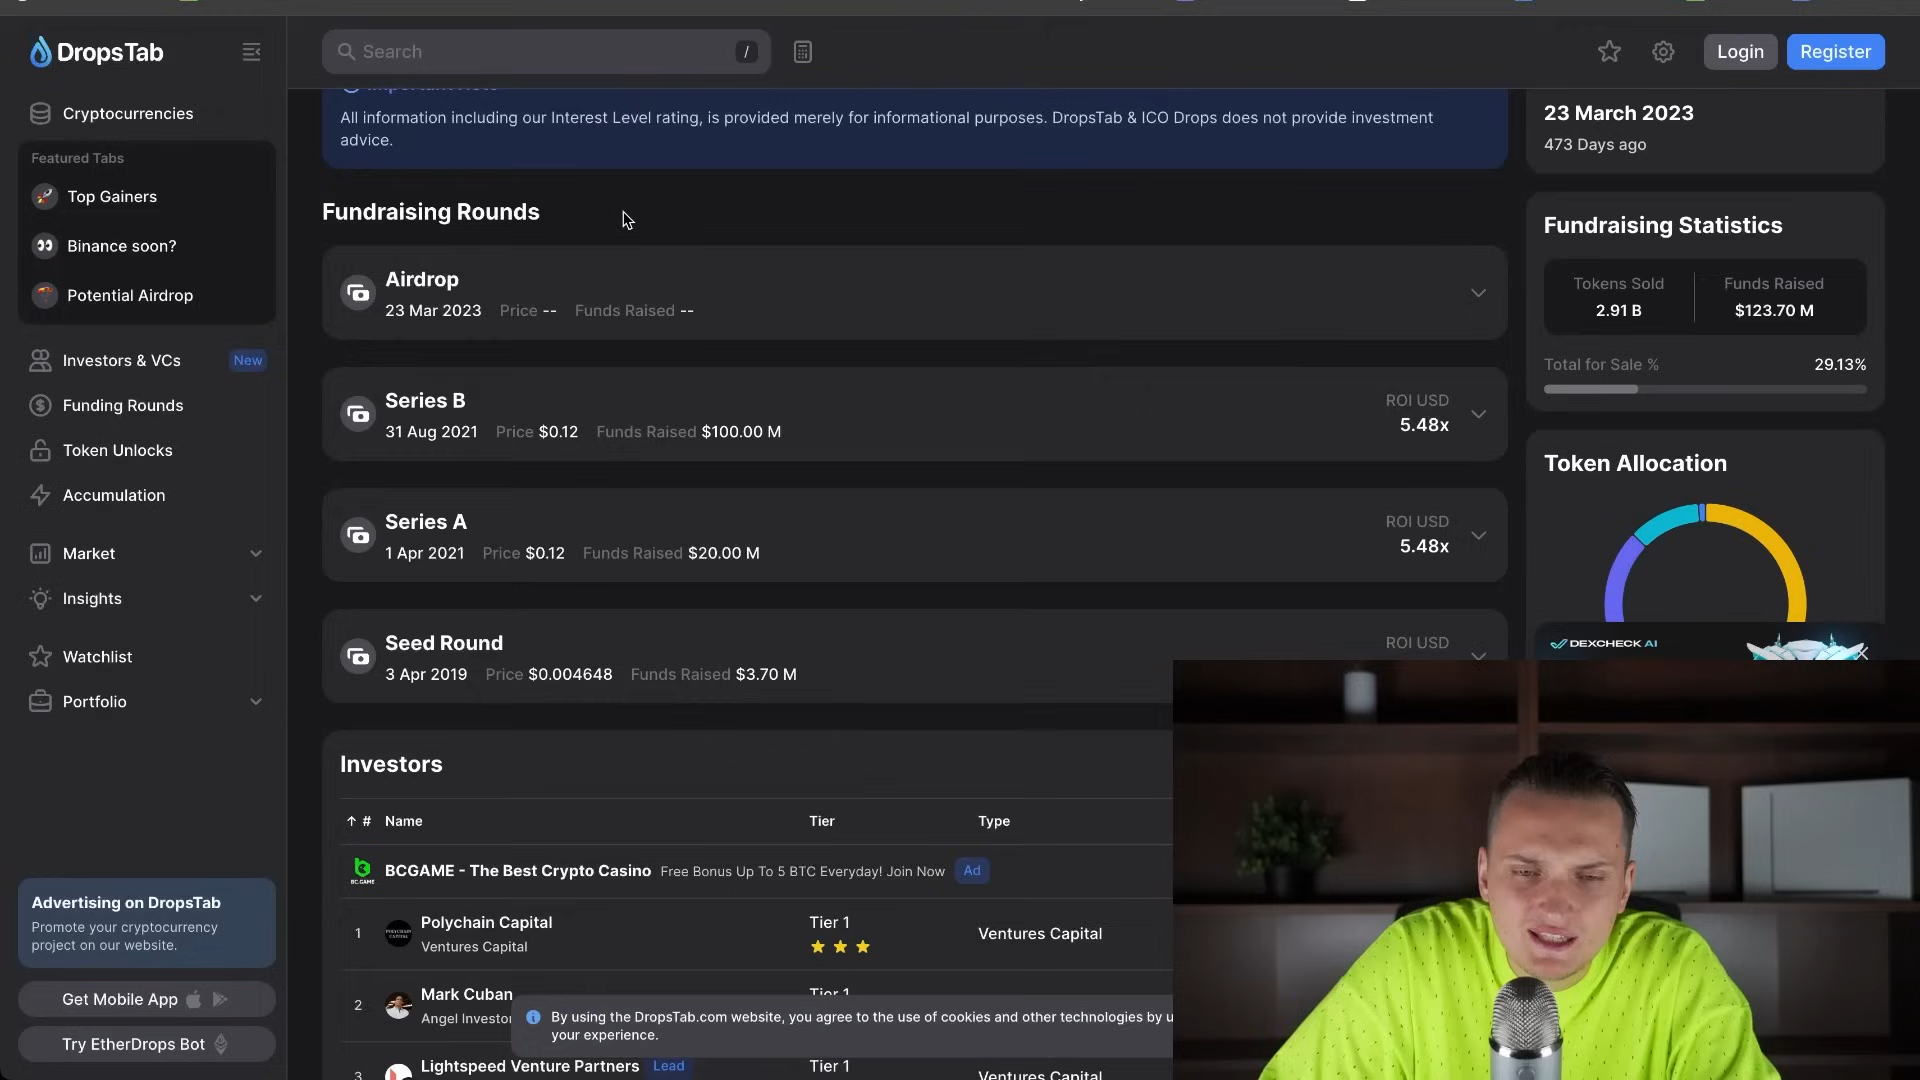 DropsTab
Search
/
Login
Register
Cryptocurrencies
Featured Tabs
Top Gainers
Binance soon?
Potential Airdrop
Investors & VCs
New
Funding Rounds
Token Unlocks
Accumulation
Market
Insights
Watchlist
Portfolio
Advertising on DropsTab
Promote your cryptocurrency
project on our website.
Get Mobile App
Try EtherDrops Bot
All information including our Interest Level rating, is provided merely for informational purposes. DropsTab & ICO Drops does not provide investment
advice.
Fundraising Rounds
Airdrop
23 Mar 2023 Price -- Funds Raised --
Series B
31 Aug 2021 Price $0.12 Funds Raised $100.00 M
ROI USD
5.48x
Series A
1 Apr 2021 Price $0.12 Funds Raised $20.00 M
ROI USD
5.48x
Seed Round
3 Apr 2019 Price $0.004648 Funds Raised $3.70 M
ROI USD
Investors
# Name Tier Type
BCGAME - The Best Crypto Casino Free Bonus Up To 5 BTC Everyday! Join Now Ad
BC.GAME
1
Polychain Capital
Ventures Capital
Tier 1
Ventures Capital
2
Mark Cuban
Angel Investor
Tier 1
By using the DropsTab.com website, you agree to the use of cookies and other technologies by
your experience.
3
Lightspeed Venture Partners Lead
Tier 1
Ventures Capital
23 March 2023
473 Days ago
Fundraising Statistics
Tokens Sold
2.91 B
Funds Raised
$123.70 M
Total for Sale %
29.13%
Token Allocation
DEXCHECK AI